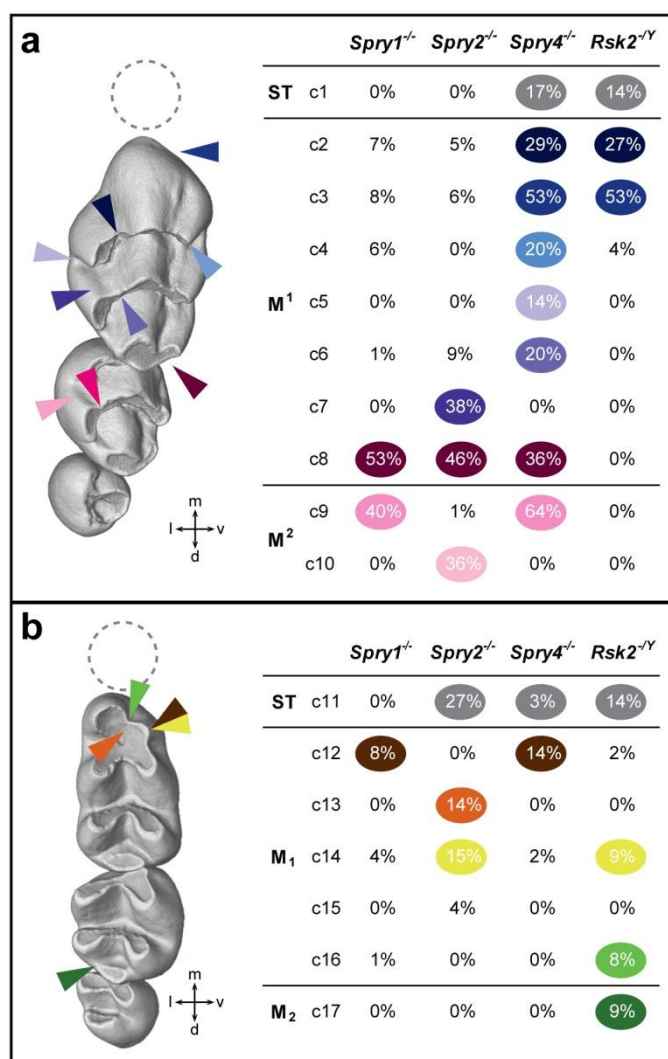 a
Spry1-/- Spry2-/- Spry4-/- Rsk2-/Y
ST c1 0% 0% 17% 14%
c2 7% 5% 29% 27%
c3 8% 6% 53% 53%
c4 6% 0% 20% 4%
M1 c5 0% 0% 14% 0%
c6 1% 9% 20% 0%
c7 0% 38% 0% 0%
c8 53% 46% 36% 0%
M2 c9 40% 1% 64% 0%
c10 0% 36% 0% 0%
m
l v
d
b
Spry1-/- Spry2-/- Spry4-/- Rsk2-/Y
ST c11 0% 27% 3% 14%
c12 8% 0% 14% 2%
c13 0% 14% 0% 0%
M1 c14 4% 15% 2% 9%
c15 0% 4% 0% 0%
c16 1% 0% 0% 8%
M2 c17 0% 0% 0% 9%
m
l v
d